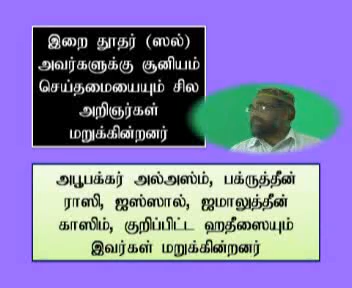 இறை தூதர் (ஸல்)
அவர்களுக்கு சூனியம்
செய்தமையையும் சில
அறிஞர்கள்
மறுக்கின்றனர்
அபூபக்கர் அல்அஸ்ம், பக்ருத்தீன்
ராஸி, ஜஸ்ஸால், ஜமாலுத்தீன்
காஸிம், குறிப்பிட்ட ஹதீஸையும்
இவர்கள் மறுக்கின்றனர்